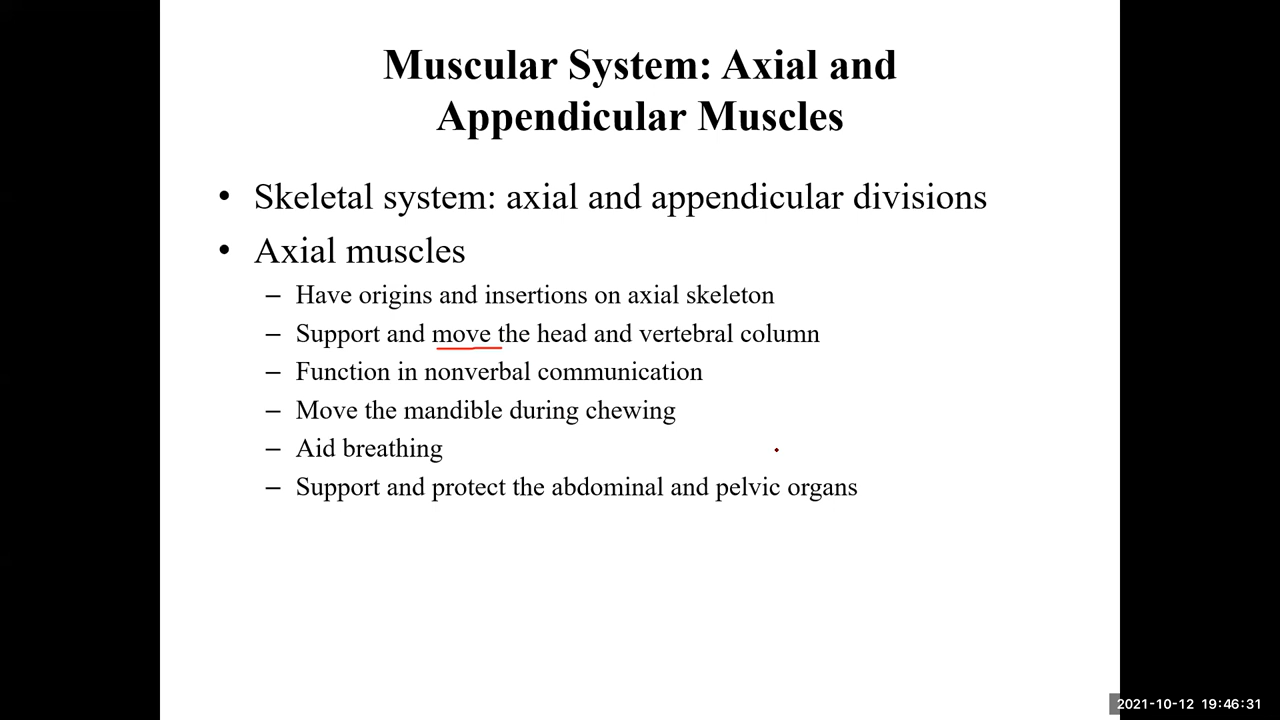 Muscular System: Axial and
Appendicular Muscles
• Skeletal system: axial and appendicular divisions
• Axial muscles
– Have origins and insertions on axial skeleton
– Support and move the head and vertebral column
– Function in nonverbal communication
– Move the mandible during chewing
– Aid breathing
– Support and protect the abdominal and pelvic organs
2021-10-12 19:46:31